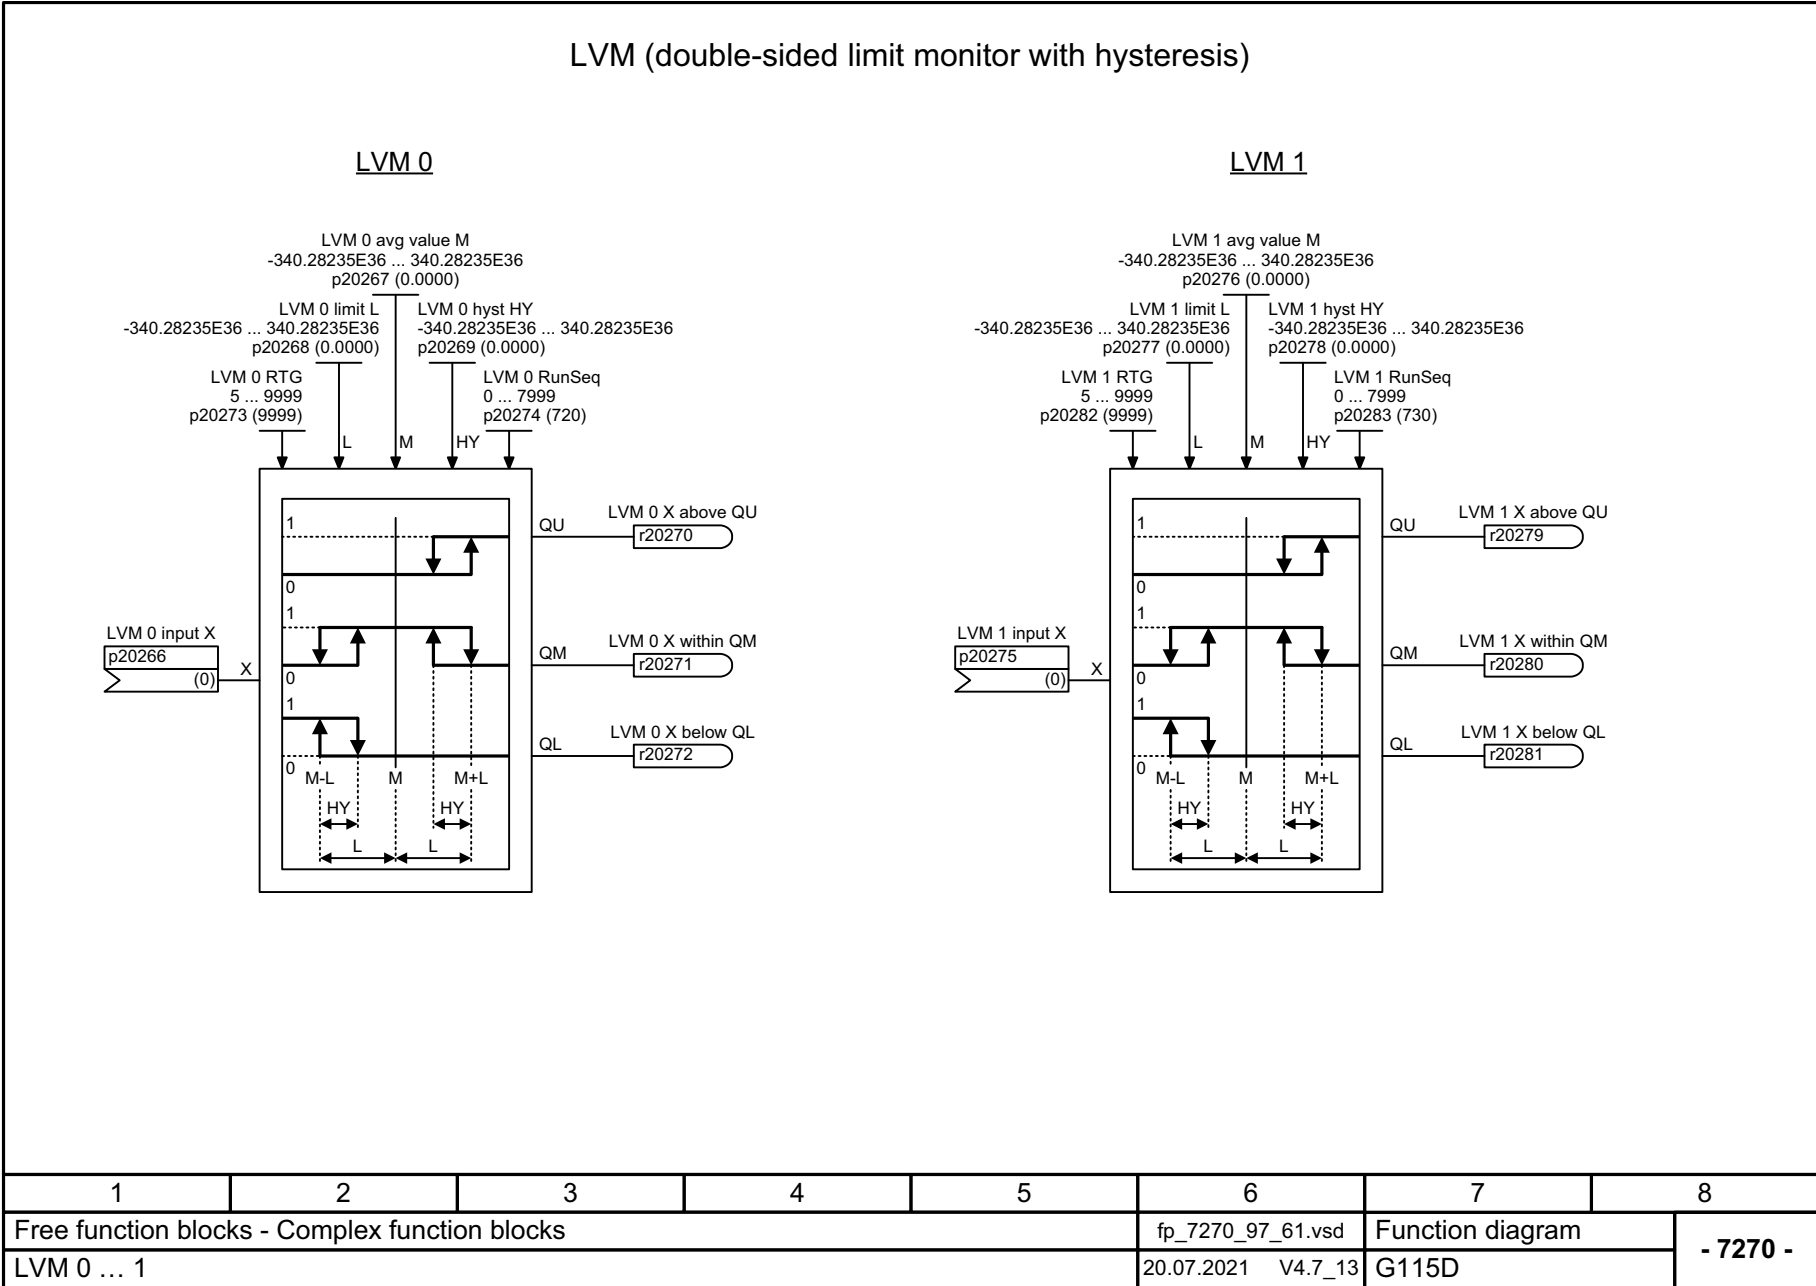 LVM (double-sided limit monitor with hysteresis)
LVM 0
LVM 0 avg value M
-340.28235E36 ... 340.28235E36
p20267 (0.0000)
LVM 0 limit L
-340.28235E36 ... 340.28235E36
p20268 (0.0000)
LVM 0 hyst HY
-340.28235E36 ... 340.28235E36
p20269 (0.0000)
LVM 0 RTG
5 ... 9999
p20273 (9999)
LVM 0 RunSeq
0 ... 7999
p20274 (720)
L
M
HY
LVM 0 input X
p20266
(0)
X
1
0
1
0
1
0
M-L
M
M+L
HY
HY
L
L
QU
LVM 0 X above QU
r20270
QM
LVM 0 X within QM
r20271
QL
LVM 0 X below QL
r20272
LVM 1
LVM 1 avg value M
-340.28235E36 ... 340.28235E36
p20276 (0.0000)
LVM 1 limit L
-340.28235E36 ... 340.28235E36
p20277 (0.0000)
LVM 1 hyst HY
-340.28235E36 ... 340.28235E36
p20278 (0.0000)
LVM 1 RTG
5 ... 9999
p20282 (9999)
LVM 1 RunSeq
0 ... 7999
p20283 (730)
L
M
HY
LVM 1 input X
p20275
(0)
X
1
0
1
0
1
0
M-L
M
M+L
HY
HY
L
L
QU
LVM 1 X above QU
r20279
QM
LVM 1 X within QM
r20280
QL
LVM 1 X below QL
r20281
1 2 3 4 5 6 7 8
Free function blocks - Complex function blocks
fp_7270_97_61.vsd
Function diagram
- 7270 -
LVM 0 … 1
20.07.2021 V4.7_13
G115D